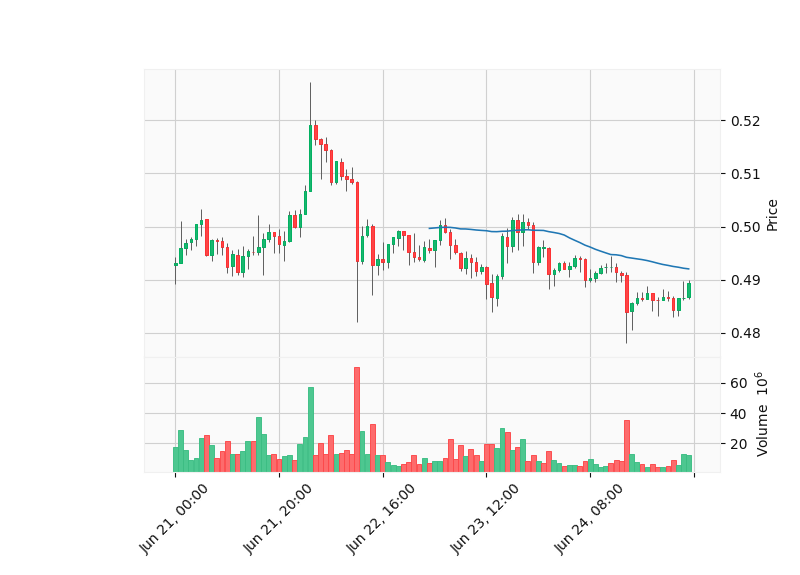 0.52
0.51
0.50
0.49
0.48
Price
60
40
20
Volume 10^6
Jun 21, 00:00
Jun 21, 20:00
Jun 22, 16:00
Jun 23, 12:00
Jun 24, 08:00